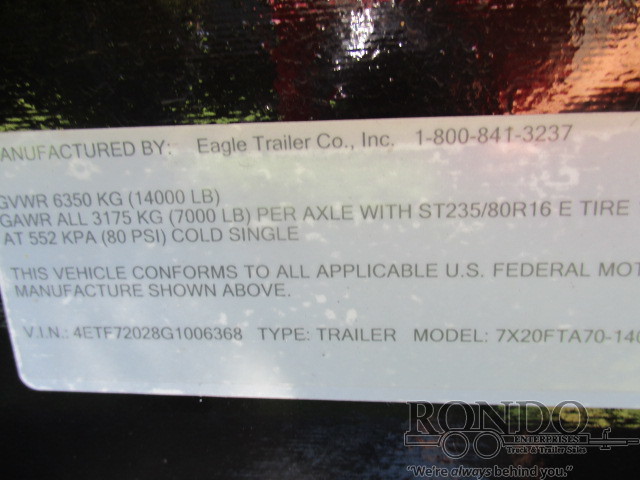 ANUFACTURED BY: Eagle Trailer Co., Inc. 1-800-841-3237
GVWR 6350 KG (14000 LB)
GAWR ALL 3175 KG (7000 LB) PER AXLE WITH ST235/80R16 E TIRE
AT 552 KPA (80 PSI) COLD SINGLE
THIS VEHICLE CONFORMS TO ALL APPLICABLE U.S. FEDERAL MOT
MANUFACTURE SHOWN ABOVE.
V.I.N.: 4ETF72028G1006368 TYPE: TRAILER MODEL: 7X20FTA70-140
RONDO
ENTERPRISES
Truck & Trailer Sales
"We're always behind you."